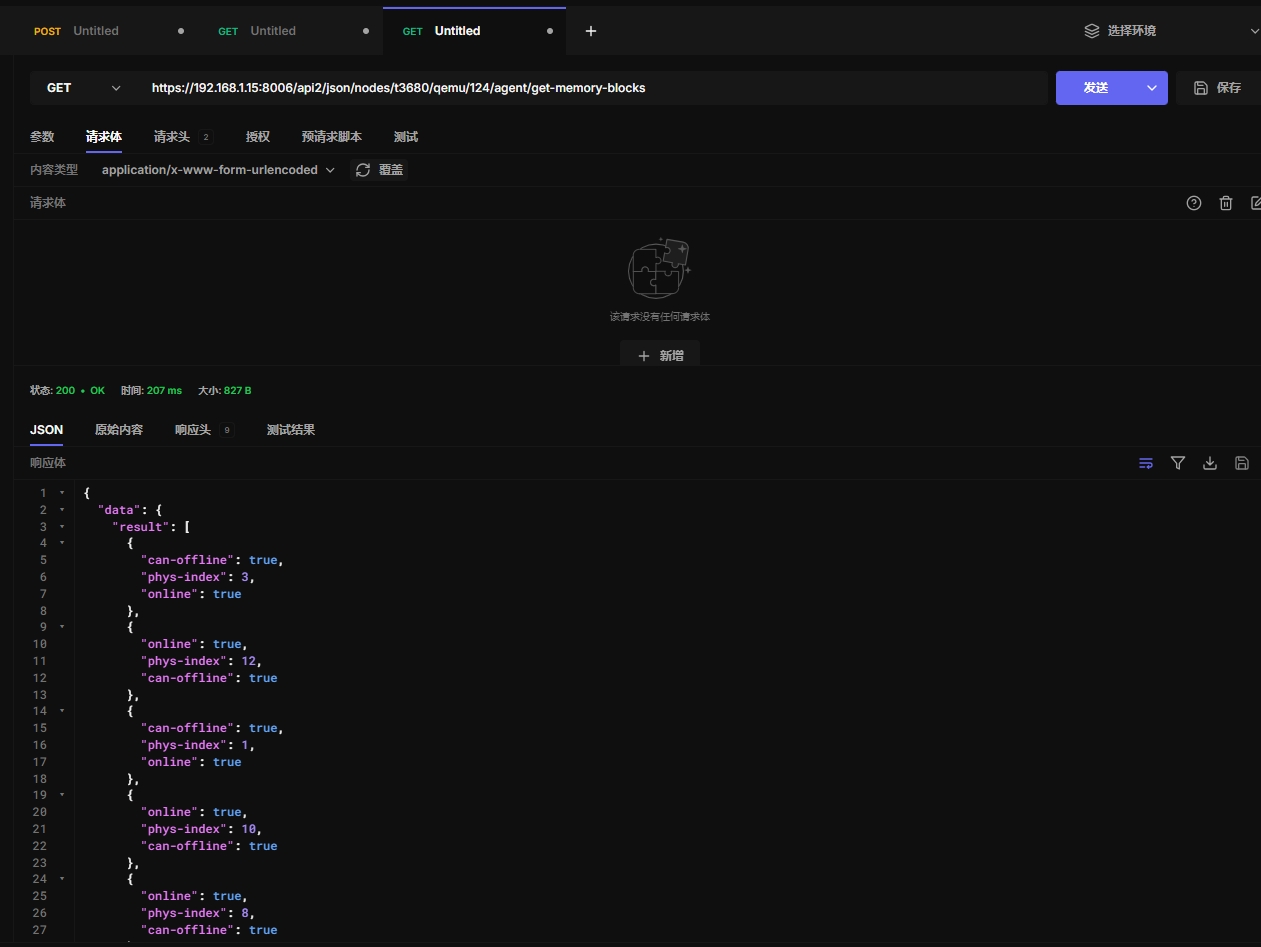 POST Untitled GET Untitled GET Untitled 选择环境
GET https://192.168.1.15:8006/api2/json/nodes/t3680/qemu/124/agent/get-memory-blocks 发送 保存
参数 请求体 请求头 2 授权 预请求脚本 测试
内容类型 application/x-www-form-urlencoded 覆盖
请求体
该请求没有任何请求体
新增
状态: 200 • OK 时间: 207 ms 大小: 827 B
JSON 原始内容 响应头 9 测试结果
响应体
1 {
2 "data": {
3 "result": [
4 {
5 "can-offline": true,
6 "phys-index": 3,
7 "online": true
8 },
9 {
10 "online": true,
11 "phys-index": 12,
12 "can-offline": true
13 },
14 {
15 "can-offline": true,
16 "phys-index": 1,
17 "online": true
18 },
19 {
20 "online": true,
21 "phys-index": 10,
22 "can-offline": true
23 },
24 {
25 "online": true,
26 "phys-index": 8,
27 "can-offline": true